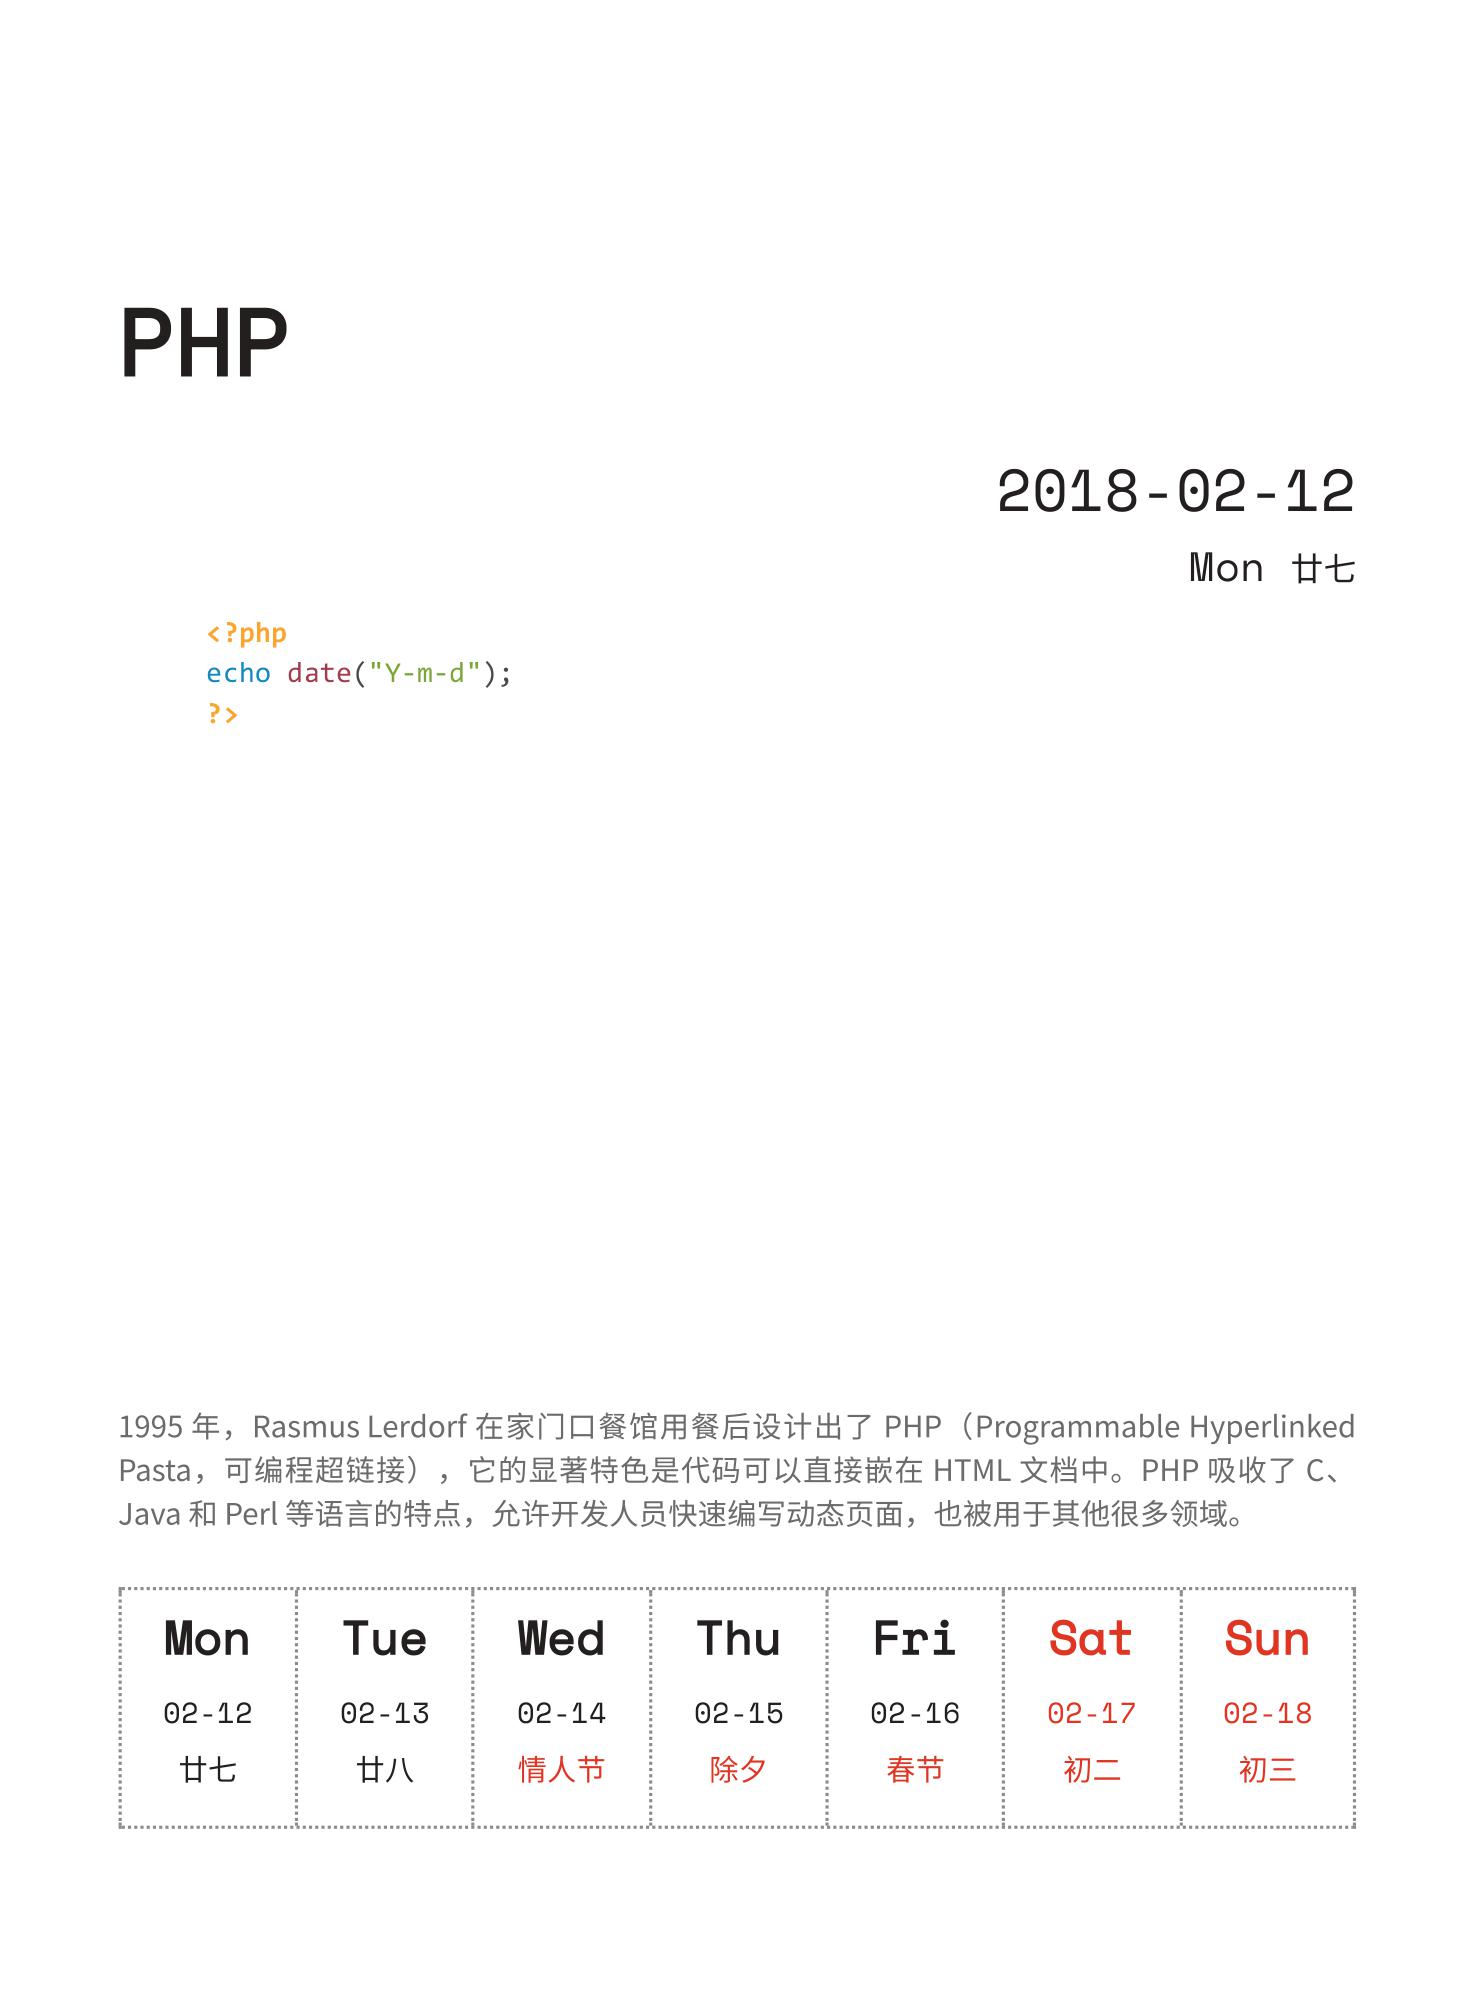 PHP
2018-02-12
Mon 廿七
<?php
echo date("Y-m-d");
?>
1995 年，Rasmus Lerdorf 在家门口餐馆用餐后设计出了 PHP（Programmable Hyperlinked
Pasta，可编程超链接），它的显著特色是代码可以直接嵌在 HTML 文档中。PHP 吸收了 C、
Java 和 Perl 等语言的特点，允许开发人员快速编写动态页面，也被用于其他很多领域。
Mon Tue Wed Thu Fri Sat Sun
02-12 02-13 02-14 02-15 02-16 02-17 02-18
廿七 廿八 情人节 除夕 春节 初二 初三